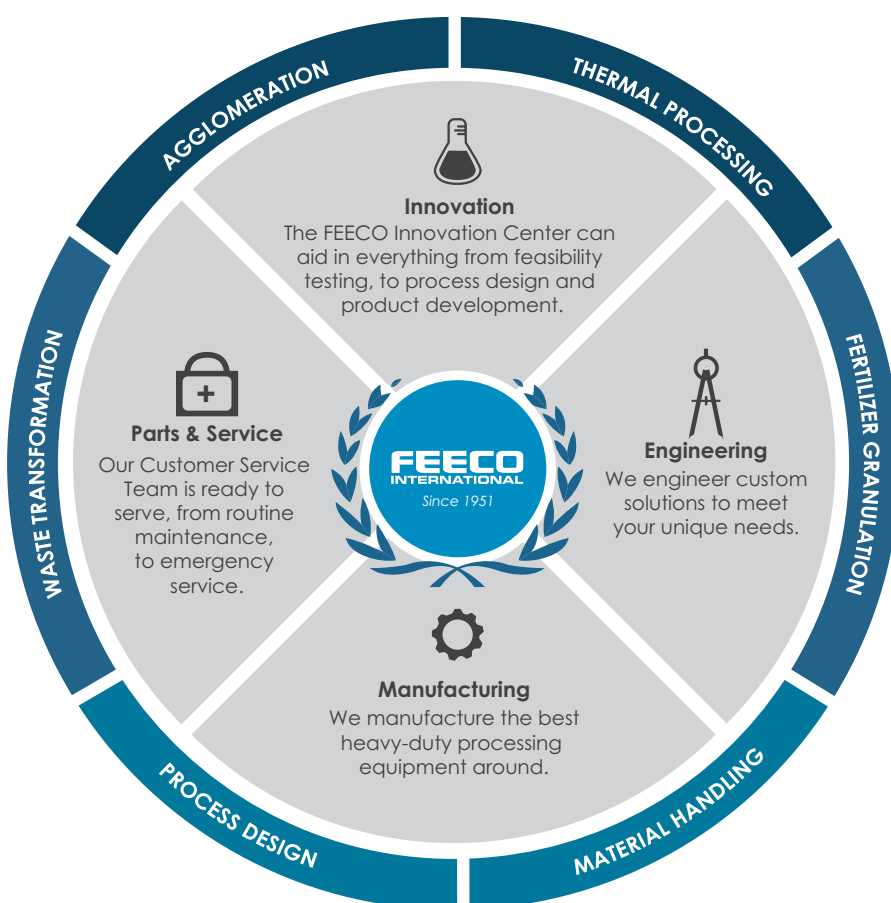 AGGLOMERATION
THERMAL PROCESSING
Innovation
The FEECO Innovation Center can
aid in everything from feasibility
testing, to process design and
product development.
WASTE TRANSFORMATION
Parts & Service
Our Customer Service
Team is ready to
serve, from routine
maintenance,
to emergency
service.
FEECO
INTERNATIONAL
Since 1951
Engineering
We engineer custom
solutions to meet
your unique needs.
FERTILIZER GRANULATION
Manufacturing
We manufacture the best
heavy-duty processing
equipment around.
PROCESS DESIGN
MATERIAL HANDLING